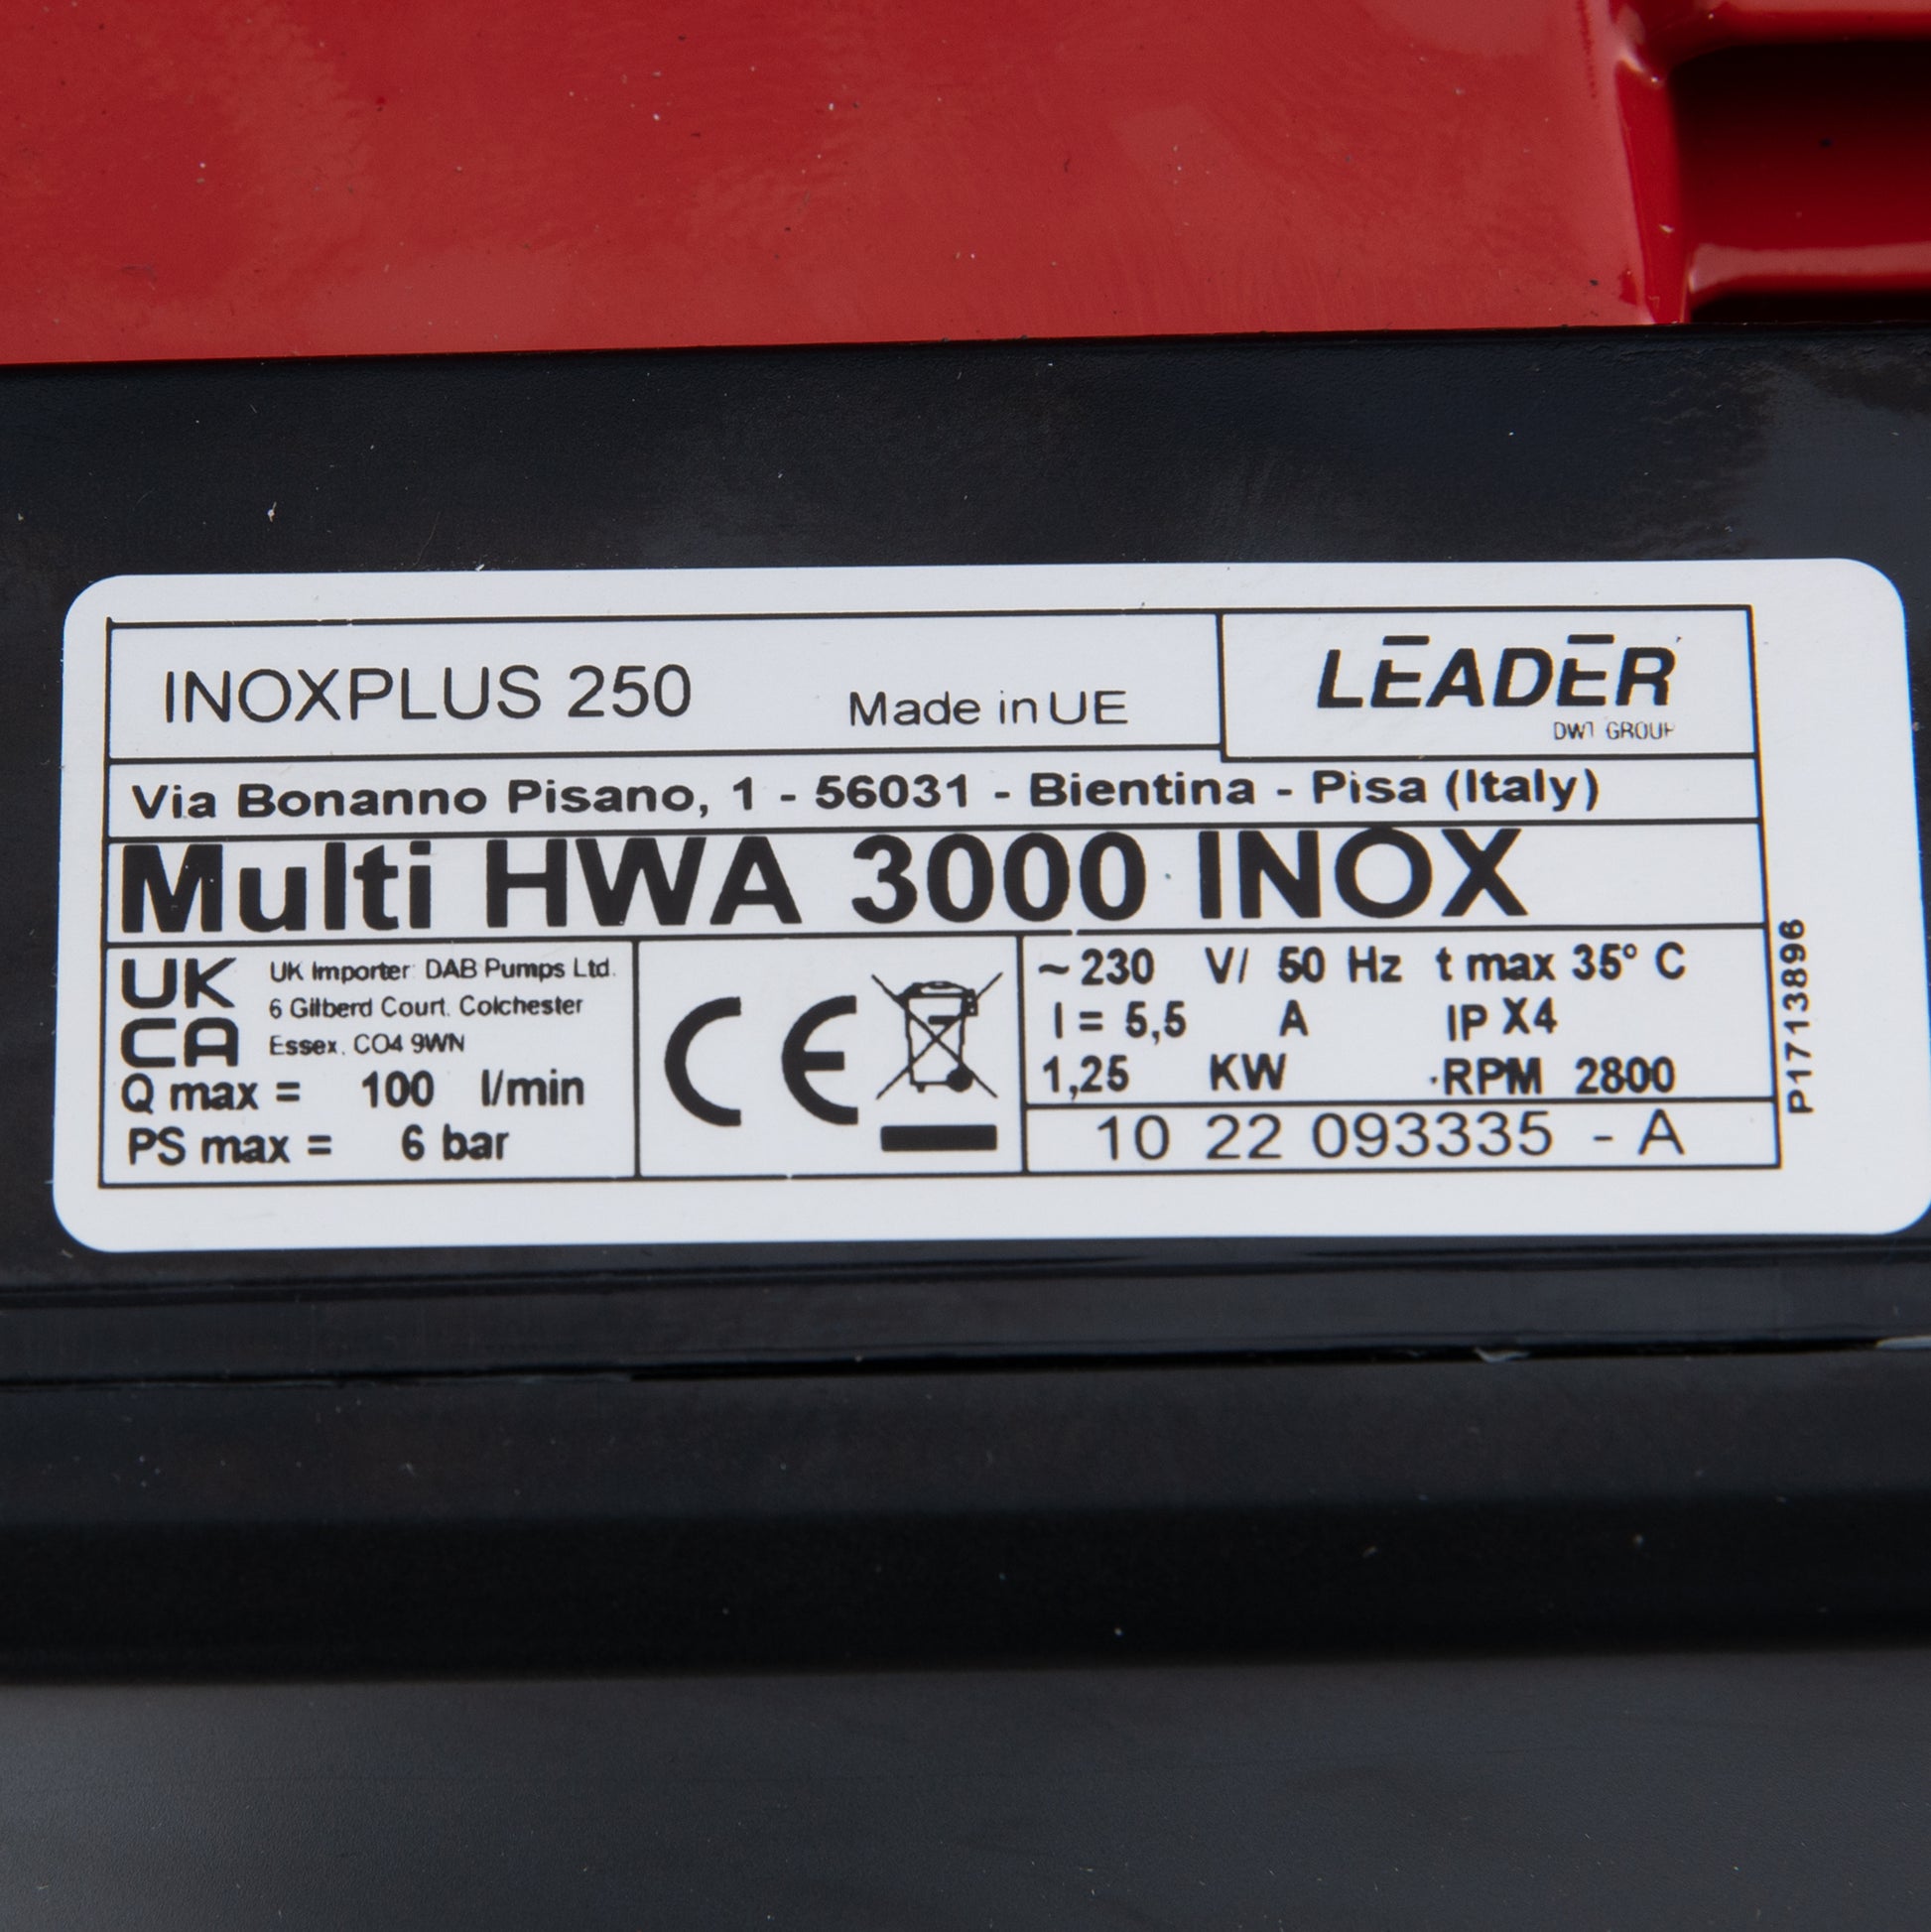 INOXPLUS 250 Made in UE
LEADER
DWT GROUP
Via Bonanno Pisano, 1 - 56031 - Bientina - Pisa (Italy)
Multi HWA 3000 INOX
UK
CA
UK Importer: DAB Pumps Ltd.
6 Gilberd Court. Colchester
Essex. CO4 9WN
Q max = 100 l/min
PS max = 6 bar
CE
~ 230 V/ 50 Hz t max 35° C
I = 5,5 A IP X4
1,25 KW RPM 2800
10 22 093335 - A
P1713896